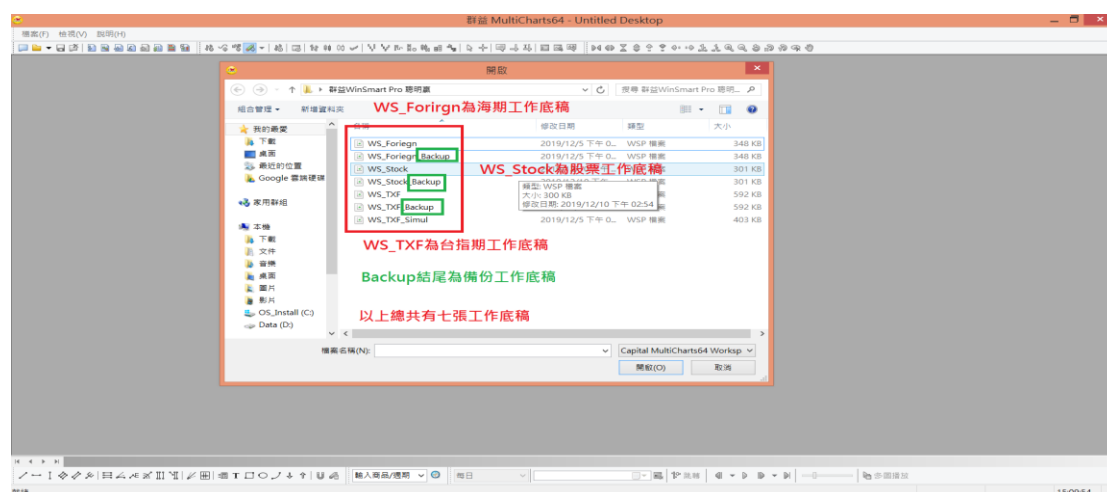 群益 MultiCharts64 - Untitled Desktop
檔案(F) 檢視(V) 說明(H)
開啟
群益WinSmart Pro 聰明贏
搜尋 群益WinSmart Pro 聰明...
組合管理 新增資料夾
WS_Forirgn為海期工作底稿
名稱 修改日期 類型 大小
我的最愛
下載
桌面
最近的位置
Google 雲端硬碟
家用群組
本機
下載
文件
音樂
桌面
圖片
影片
OS_Install (C:)
Data (D:)
WS_Foriegn 2019/12/5 下午 0... WSP 檔案 348 KB
WS_Foriegn_Backup 2019/12/5 下午 0... WSP 檔案 348 KB
WS_Stock 301 KB
WS_Stock_Backup 301 KB
WS_TXF 592 KB
WS_TXF_Backup 592 KB
WS_TXF_Simul 2019/12/5 下午 0... WSP 檔案 403 KB
WS_Stock為股票工作底稿
類型: WSP 檔案
大小: 300 KB
修改日期: 2019/12/10 下午 02:54
WS_TXF為台指期工作底稿
Backup結尾為備份工作底稿
以上總共有七張工作底稿
檔案名稱(N):
Capital MultiCharts64 Worksp
開啟(O) 取消
輸入商品/週期
每日
跳轉
多圖播放
15:09:54